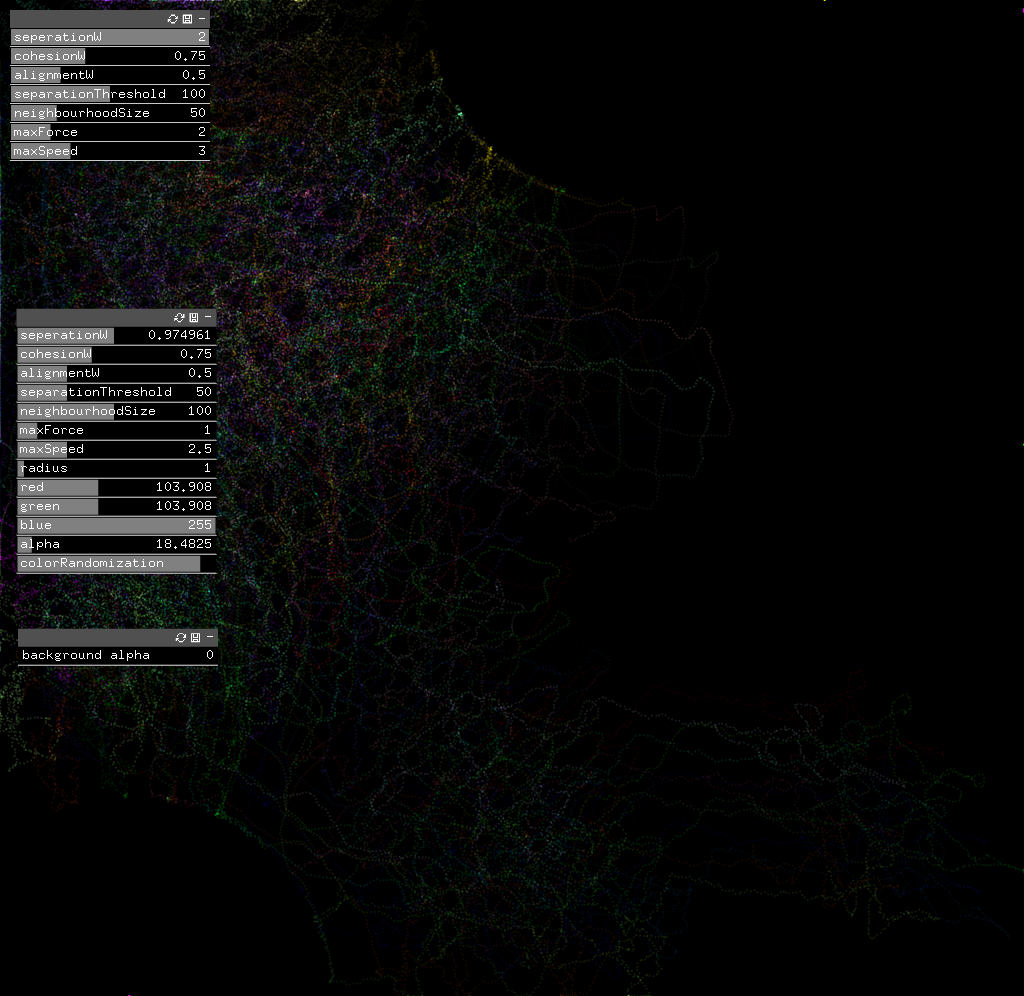 seperationW 2
cohesionW 0.75
alignmentW 0.5
separationThreshold 100
neighbourhoodSize 50
maxForce 2
maxSpeed 3
seperationW 0.974961
cohesionW 0.75
alignmentW 0.5
separationThreshold 50
neighbourhoodSize 100
maxForce 1
maxSpeed 2.5
radius 1
red 103.908
green 103.908
blue 255
alpha 18.4825
colorRandomization
background alpha 0